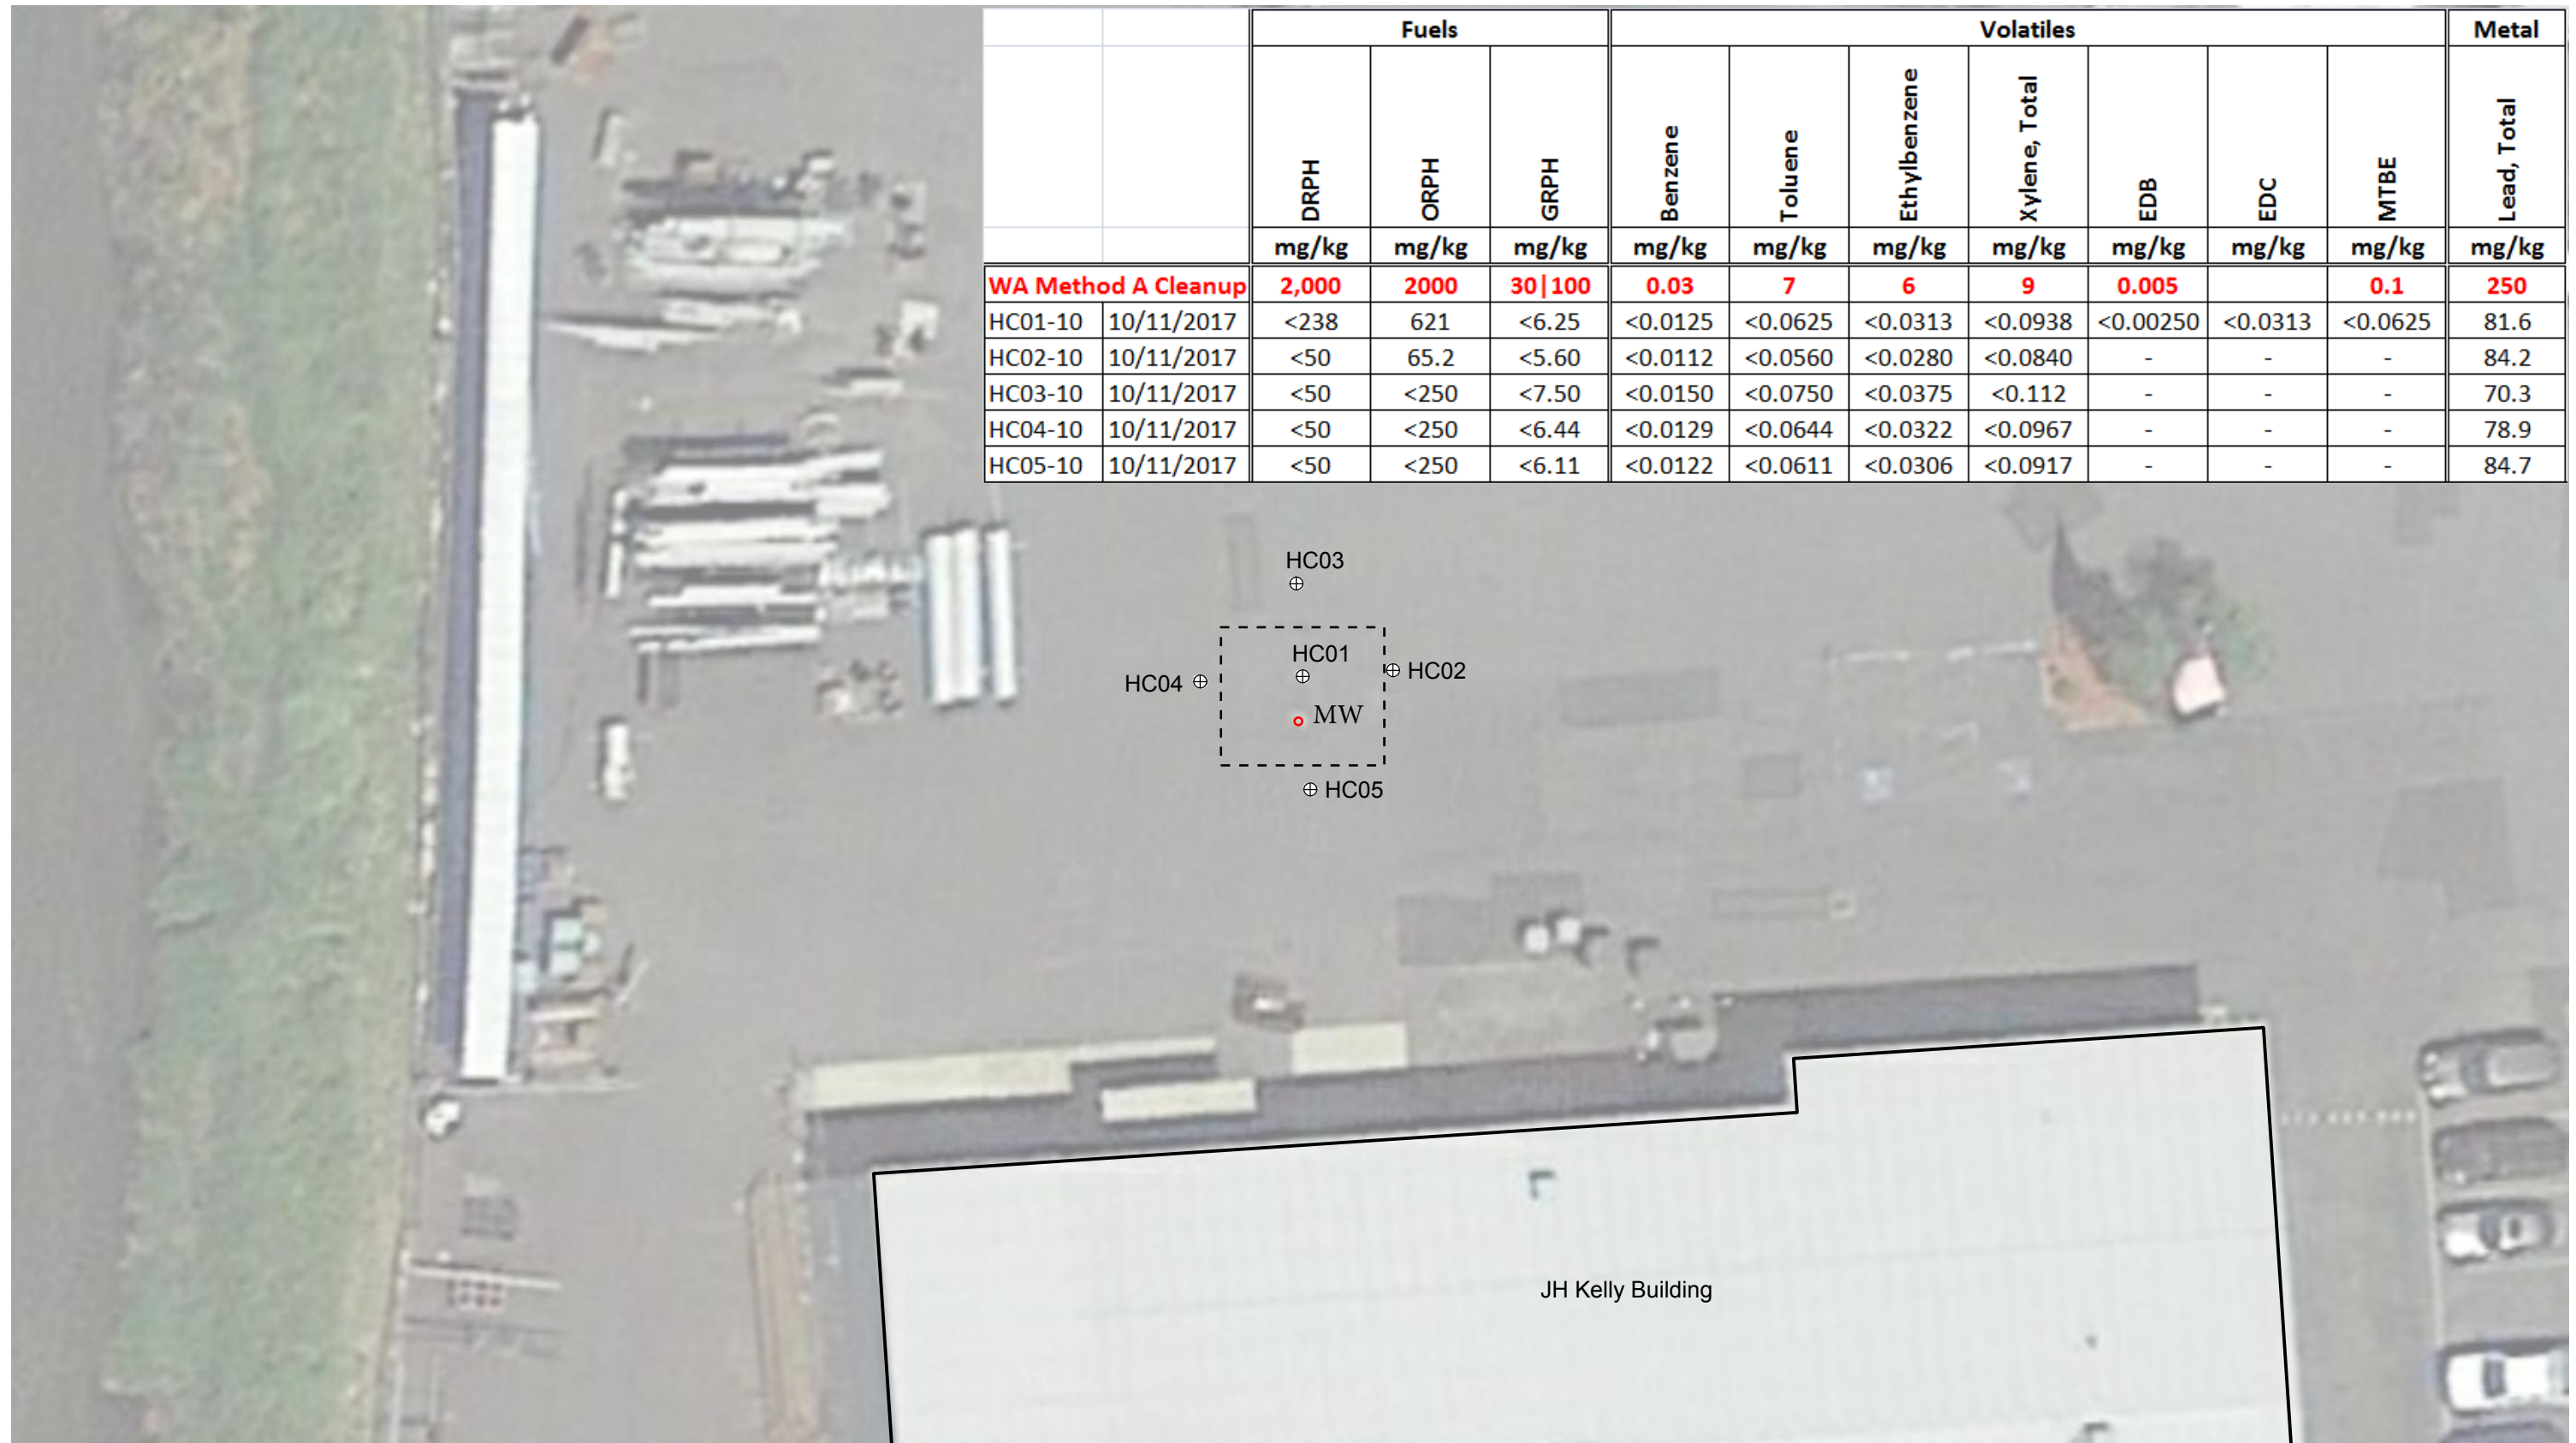 Fuels Volatiles Metal
DRPH ORPH GRPH Benzene Toluene Ethylbenzene Xylene, Total EDB EDC MTBE Lead, Total
mg/kg mg/kg mg/kg mg/kg mg/kg mg/kg mg/kg mg/kg mg/kg mg/kg mg/kg
WA Method A Cleanup 2,000 2000 30|100 0.03 7 6 9 0.005 0.1 250
HC01-10 10/11/2017 <238 621 <6.25 <0.0125 <0.0625 <0.0313 <0.0938 <0.00250 <0.0313 <0.0625 81.6
HC02-10 10/11/2017 <50 65.2 <5.60 <0.0112 <0.0560 <0.0280 <0.0840 - - - 84.2
HC03-10 10/11/2017 <50 <250 <7.50 <0.0150 <0.0750 <0.0375 <0.112 - - - 70.3
HC04-10 10/11/2017 <50 <250 <6.44 <0.0129 <0.0644 <0.0322 <0.0967 - - - 78.9
HC05-10 10/11/2017 <50 <250 <6.11 <0.0122 <0.0611 <0.0306 <0.0917 - - - 84.7
HC03
HC01
HC04
HC02
MW
HC05
JH Kelly Building